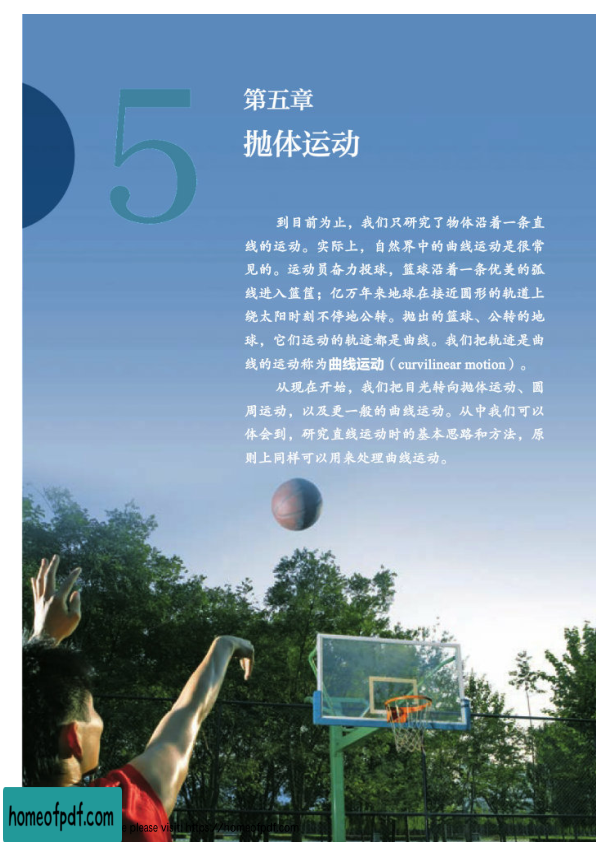 5
第五章
抛体运动
到目前为止，我们只研究了物体沿着一条直
线的运动。实际上，自然界中的曲线运动是很常
见的。运动员奋力投球，篮球沿着一条优美的弧
线进入篮筐；亿万年来地球在接近圆形的轨道上
绕太阳时刻不停地公转。抛出的篮球、公转的地
球，它们运动的轨迹都是曲线。我们把轨迹是曲
线的运动称为曲线运动（curvilinear motion）。
从现在开始，我们把目光转向抛体运动、圆
周运动，以及更一般的曲线运动。从中我们可以
体会到，研究直线运动时的基本思路和方法，原
则上同样可以用来处理曲线运动。
homeofpdf.com
please visit https://homeofpdf.com